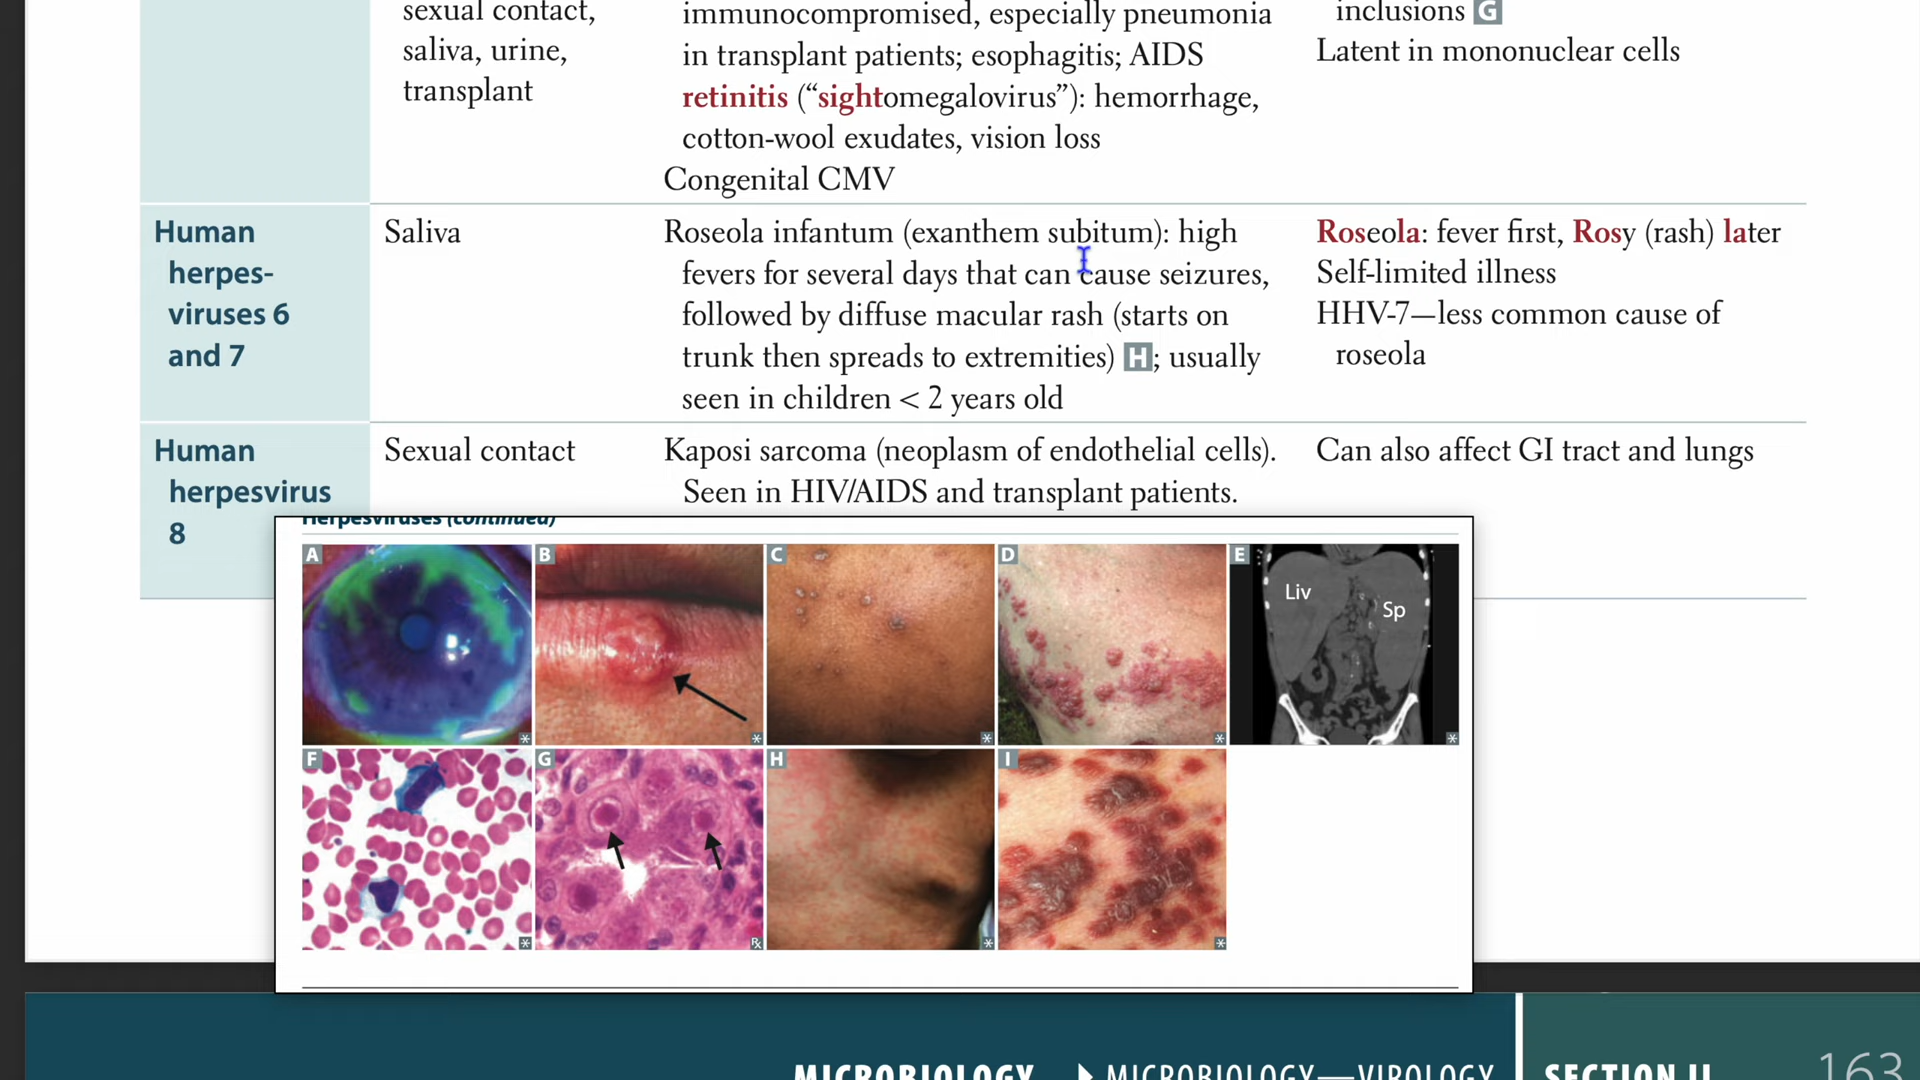 sexual contact,
saliva, urine,
transplant
immunocompromised, especially pneumonia
in transplant patients; esophagitis; AIDS
retinitis (“sightomegalovirus”): hemorrhage,
cotton-wool exudates, vision loss
Congenital CMV
inclusions G
Latent in mononuclear cells
Human
herpes-
viruses 6
and 7
Saliva
Roseola infantum (exanthem subitum): high
fevers for several days that can cause seizures,
followed by diffuse macular rash (starts on
trunk then spreads to extremities) H; usually
seen in children < 2 years old
Roseola: fever first, Rosy (rash) later
Self-limited illness
HHV-7—less common cause of
roseola
Human
herpesvirus
8
Sexual contact
Kaposi sarcoma (neoplasm of endothelial cells).
Seen in HIV/AIDS and transplant patients.
Can also affect GI tract and lungs
Herpesviruses (continued)
A
B
C
D
E
Liv
Sp
F
G
H
I
MICROBIOLOGY ▶ MICROBIOLOGY—VIROLOGY
SECTION II
163